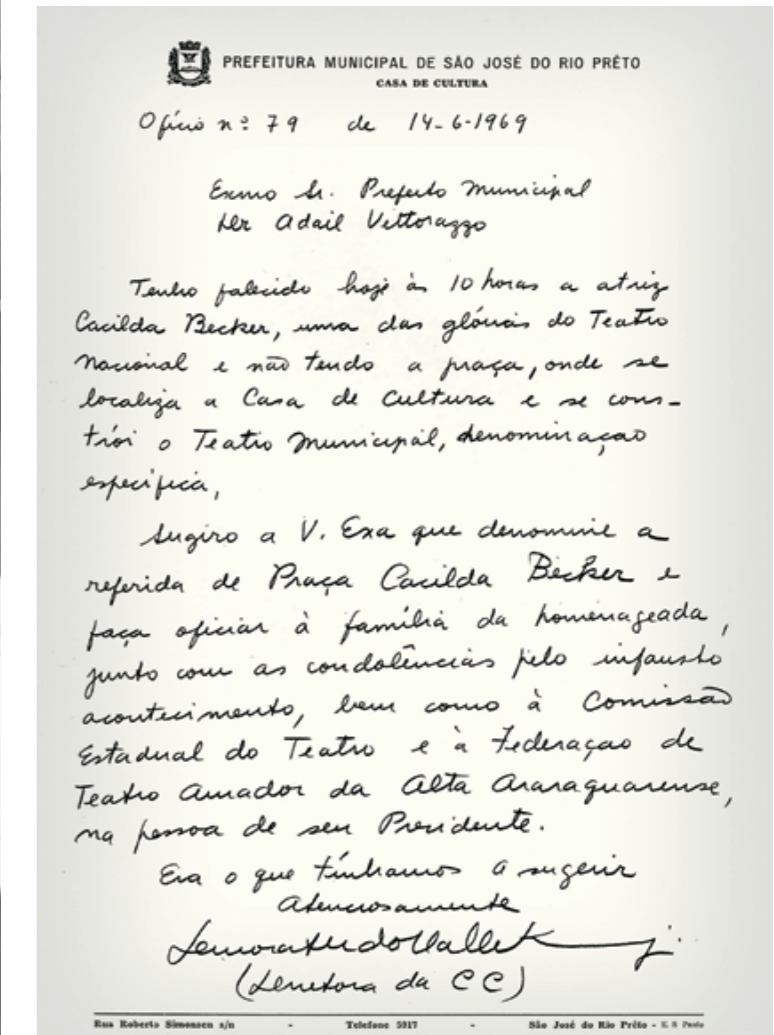 PREFEITURA MUNICIPAL DE SÃO JOSÉ DO RIO PRÊTO
CASA DE CULTURA
Ofício nº 79 de 14-6-1969
Exmo Sr. Prefeito Municipal
Dr Adail Vettorazzo
Tenho falecido hoje às 10 horas a atriz
Cacilda Becker, uma das glórias do Teatro
Nacional e não tendo a praça, onde se
localiza a Casa de Cultura e se cons-
trói o Teatro Municipal, denominação
específica,
Sugiro a V. Exa que denomine a
referida de Praça Cacilda Becker e
faça oficiar à família da homenageada,
junto com as condolências pelo infausto
acontecimento, bem como à Comissão
Estadual do Teatro e à Federação de
Teatro Amador da Alta Araraquarense,
na pessoa de seu Presidente.
Era o que tínhamos a sugerir
Atenciosamente
(Diretora da CC)
Rua Roberto Simonsen s/n - Telefone 5917 - São José do Rio Prêto - E. S Paulo